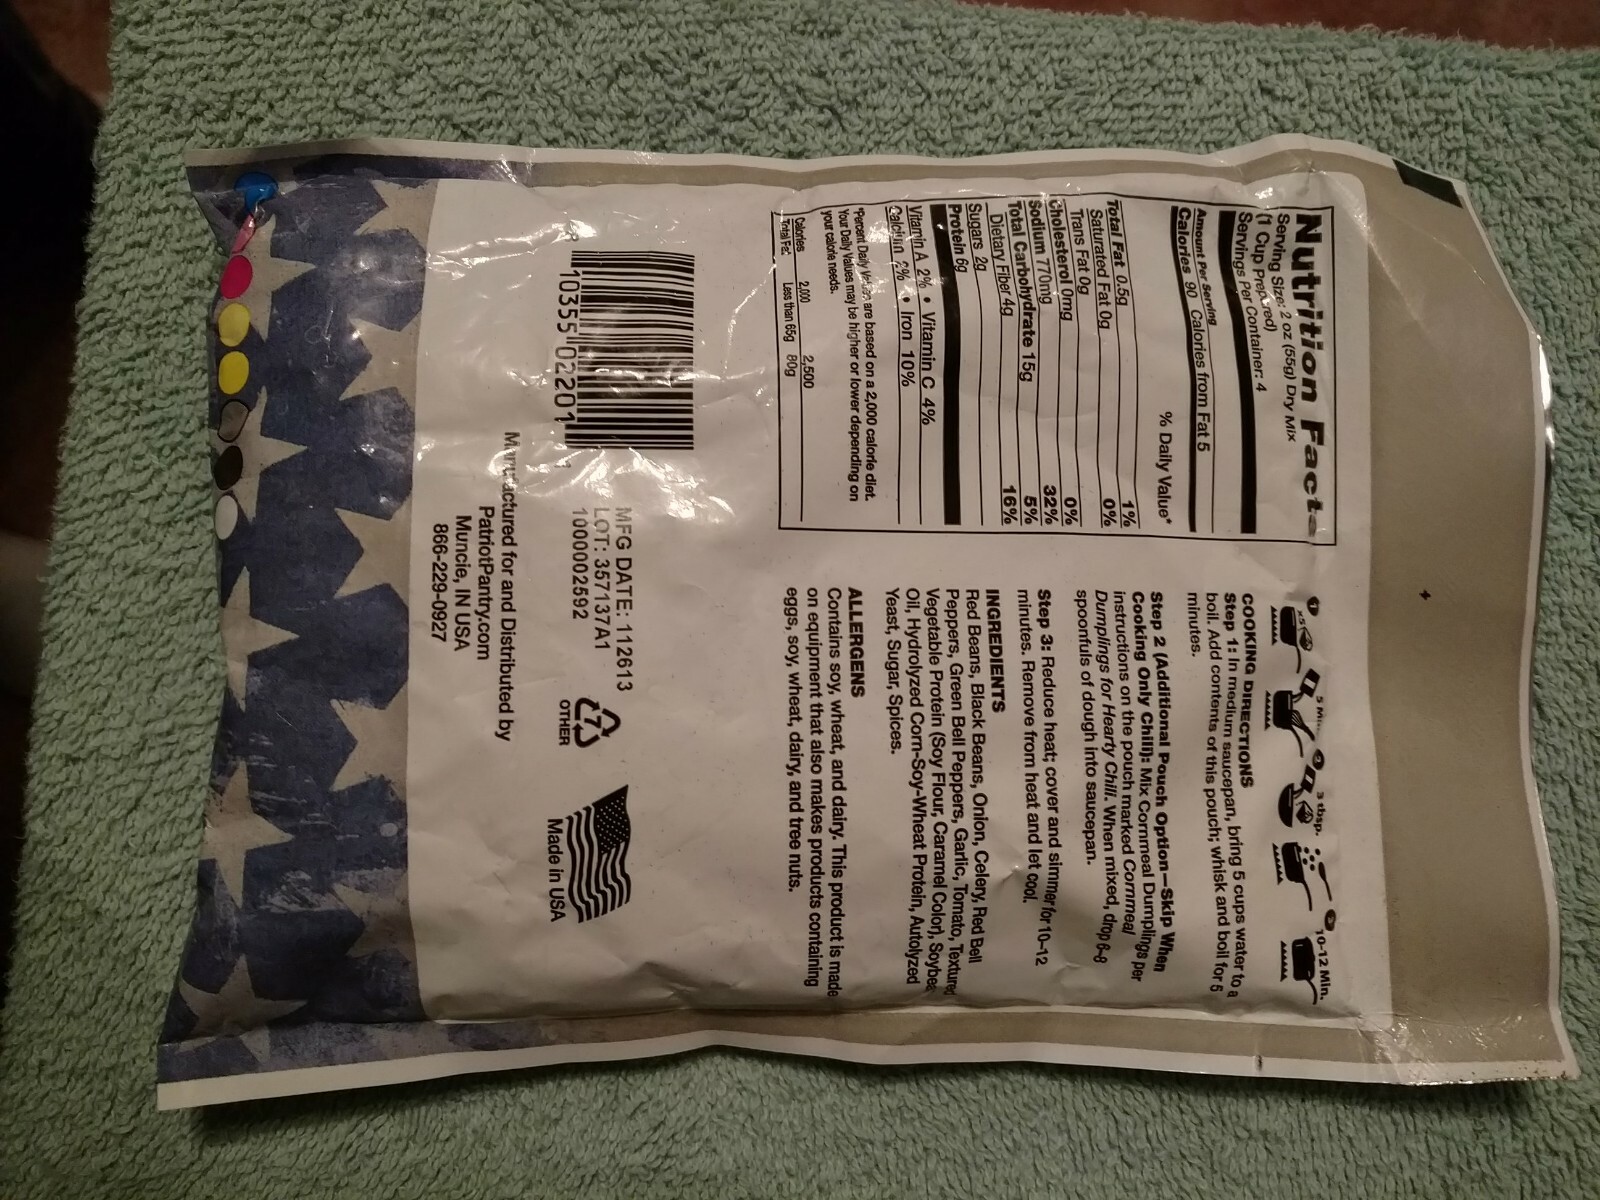 Nutrition Facts
Serving Size: 2 oz (55g) Dry Mix
(1 Cup Prepared)
Servings Per Container: 4
Amount Per Serving
Calories 90 Calories from Fat 5
% Daily Value*
Total Fat 0.5g 1%
Saturated Fat 0g 0%
Trans Fat 0g
Cholesterol 0mg 0%
Sodium 770mg 32%
Total Carbohydrate 15g 5%
Dietary Fiber 4g 16%
Sugars 2g
Protein 6g
Vitamin A 2% • Vitamin C 4%
Calcium 2% • Iron 10%
*Percent Daily Values are based on a 2,000 calorie diet.
Your Daily Values may be higher or lower depending on
your calorie needs.
Calories 2,000 2,500
Total Fat Less than 65g 80g
1 5 Min. 2 3 tbsp. 3 10-12 Min.
COOKING DIRECTIONS
Step 1: In medium saucepan, bring 5 cups water to a
boil. Add contents of this pouch; whisk and boil for 5
minutes.
Step 2 (Additional Pouch Option—Skip When
Cooking Only Chili): Mix Cornmeal Dumplings per
instructions on the pouch marked Cornmeal
Dumplings for Hearty Chili. When mixed, drop 6-8
spoonfuls of dough into saucepan.
Step 3: Reduce heat; cover and simmer for 10-12
minutes. Remove from heat and let cool.
INGREDIENTS
Red Beans, Black Beans, Onion, Celery, Red Bell
Peppers, Green Bell Peppers, Garlic, Tomato, Textured
Vegetable Protein (Soy Flour, Caramel Color), Soybean
Oil, Hydrolyzed Corn-Soy-Wheat Protein, Autolyzed
Yeast, Sugar, Spices.
ALLERGENS
Contains soy, wheat, and dairy. This product is made
on equipment that also makes products containing
eggs, soy, wheat, dairy, and tree nuts.
10355 02201 1
MFG DATE: 112613
LOT: 357137A1
1000002592
7
OTHER
Made in USA
Manufactured for and Distributed by
PatriotPantry.com
Muncie, IN USA
866-229-0927